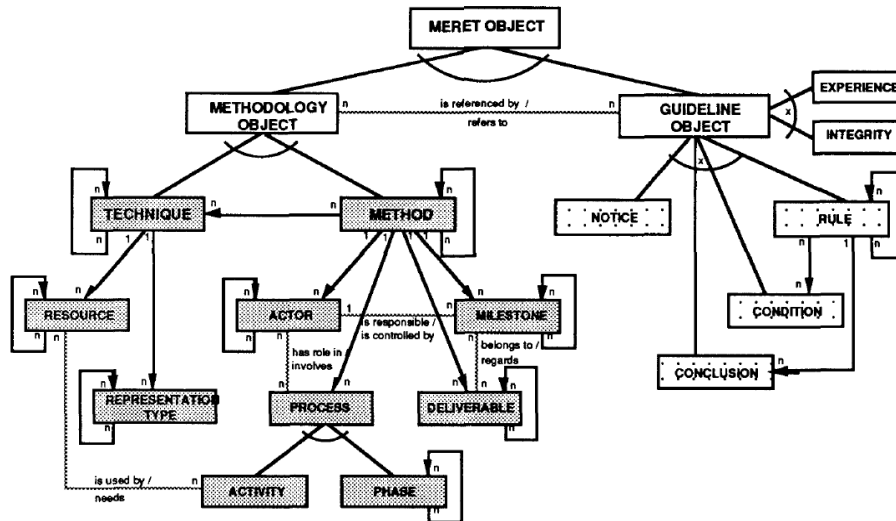 MERET OBJECT
METHODOLOGY
OBJECT
n
is referenced by /
refers to
n
GUIDELINE
OBJECT
x
EXPERIENCE
INTEGRITY
x
n
TECHNIQUE
n
n
n
METHOD
n
n
NOTICE
n
RULE
n
1
1
1
1
1
1
n
1
n
n
RESOURCE
n
n
n
n
ACTOR
n
n
1
is responsible /
is controlled by
n
n
n
MILESTONE
n
n
n
CONDITION
has role in /
involves
belongs to /
regards
n
CONCLUSION
n
n
REPRESENTATION
TYPE
n
n
n
PROCESS
n
n
n
DELIVERABLE
n
is used by /
needs
n
ACTIVITY
PHASE
n
n